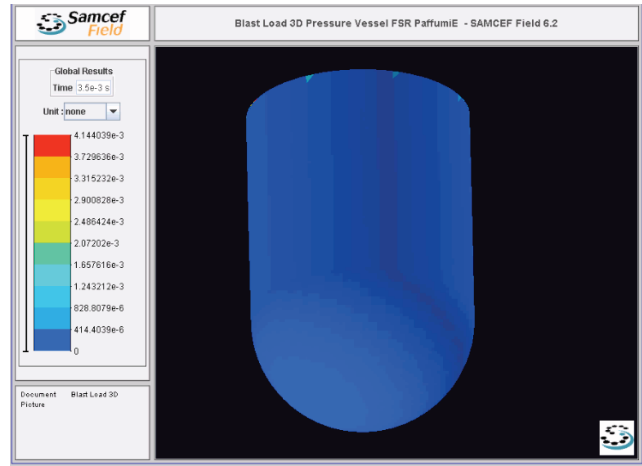 Samcef
Field
Blast Load 3D Pressure Vessel FSR PaffumiE - SAMCEF Field 6.2
Global Results
Time 3.5e-3 s
Unit : none
4.144039e-3
3.729636e-3
3.315232e-3
2.900828e-3
2.486424e-3
2.07202e-3
1.657616e-3
1.243212e-3
828.8079e-6
414.4039e-6
0
Document Blast Load 3D
Picture